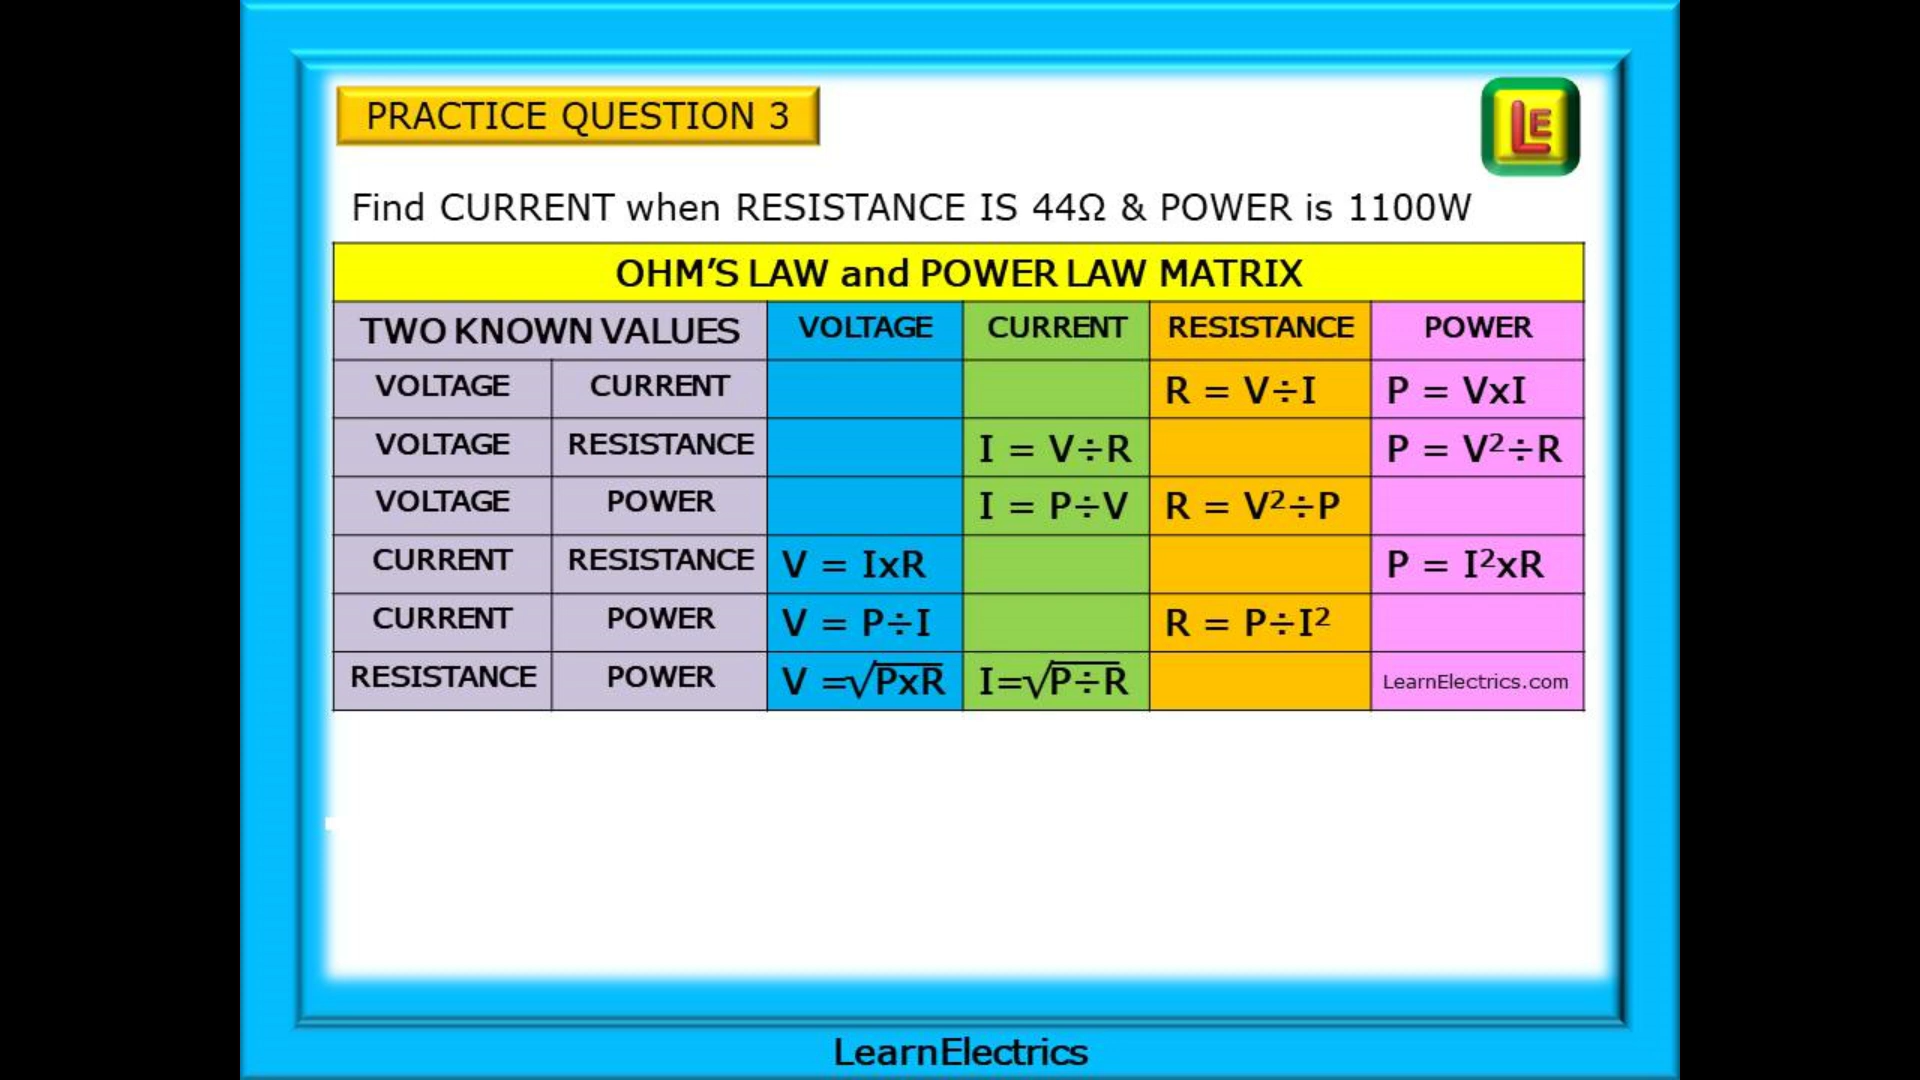 PRACTICE QUESTION 3
LE
Find CURRENT when RESISTANCE IS 44Ω & POWER is 1100W
OHM’S LAW and POWER LAW MATRIX
TWO KNOWN VALUES VOLTAGE CURRENT RESISTANCE POWER
VOLTAGE CURRENT R = V÷I P = VxI
VOLTAGE RESISTANCE I = V÷R P = V²÷R
VOLTAGE POWER I = P÷V R = V²÷P
CURRENT RESISTANCE V = IxR P = I²xR
CURRENT POWER V = P÷I R = P÷I²
RESISTANCE POWER V =√PxR I=√P÷R LearnElectrics.com
LearnElectrics